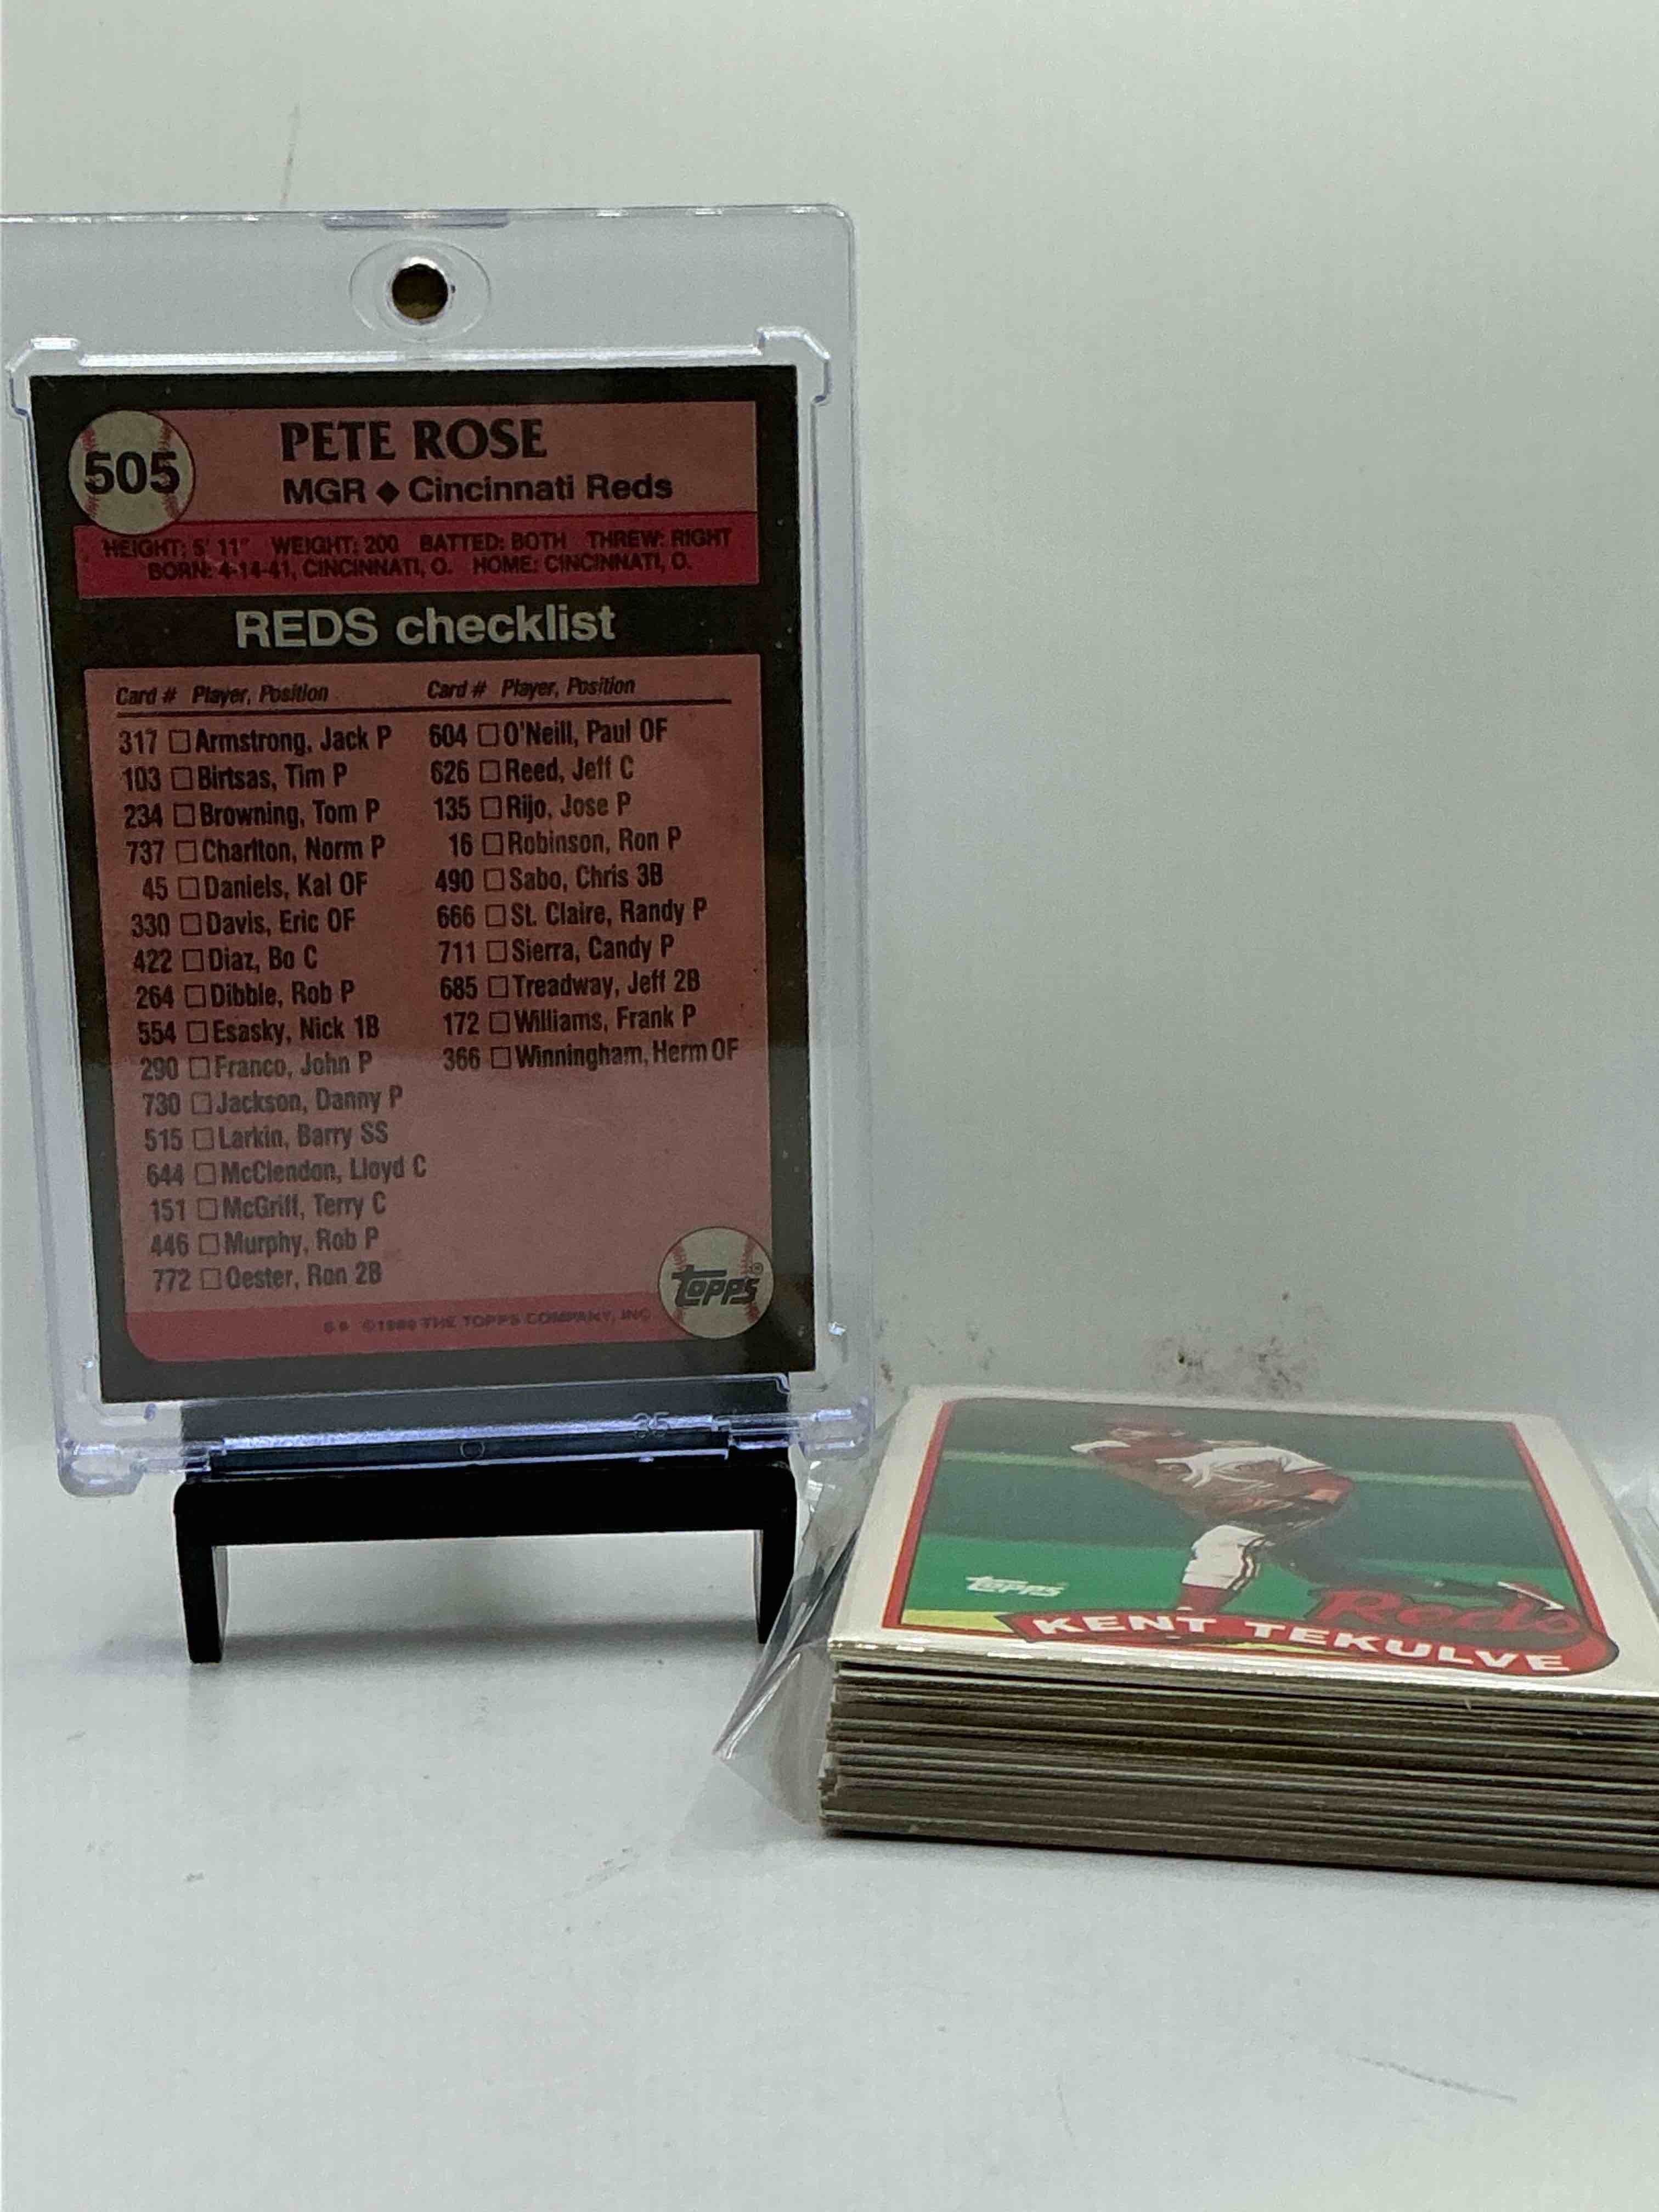 505
PETE ROSE
MGR ◆ Cincinnati Reds
HEIGHT: 5' 11" WEIGHT: 200 BATTED: BOTH THREW: RIGHT
BORN: 4-14-41, CINCINNATI, O. HOME: CINCINNATI, O.
REDS checklist
Card # Player, Position
317 Armstrong, Jack P
103 Birtsas, Tim P
234 Browning, Tom P
737 Charlton, Norm P
45 Daniels, Kal OF
330 Davis, Eric OF
422 Diaz, Bo C
264 Dibble, Rob P
554 Esasky, Nick 1B
290 Franco, John P
730 Jackson, Danny P
515 Larkin, Barry SS
644 McClendon, Lloyd C
151 McGriff, Terry C
446 Murphy, Rob P
772 Oester, Ron 2B
Card # Player, Position
604 O'Neill, Paul OF
626 Reed, Jeff C
135 Rijo, Jose P
16 Robinson, Ron P
490 Sabo, Chris 3B
666 St. Claire, Randy P
711 Sierra, Candy P
685 Treadway, Jeff 2B
172 Williams, Frank P
366 Winningham, Herm OF
TOPPS®
©1989 THE TOPPS COMPANY, INC
35
TOPPS
Reds
KENT TEKULVE